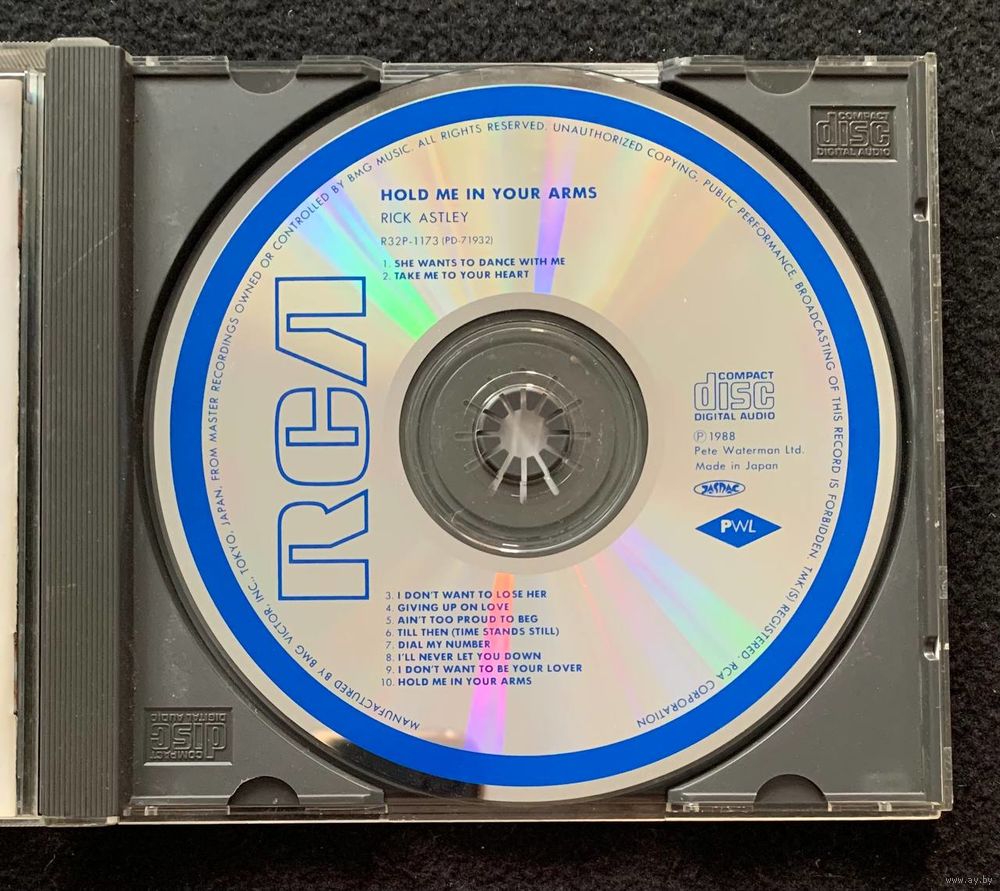 MANUFACTURED BY BMG VICTOR, INC., TOKYO, JAPAN, FROM MASTER RECORDINGS OWNED OR CONTROLLED BY BMG MUSIC. ALL RIGHTS RESERVED. UNAUTHORIZED COPYING, PUBLIC PERFORMANCE, BROADCASTING OF THIS RECORD IS FORBIDDEN. TMK(S) REGISTERED. RCA CORPORATION
HOLD ME IN YOUR ARMS
RICK ASTLEY
R32P-1173 (PD-71932)
1. SHE WANTS TO DANCE WITH ME
2. TAKE ME TO YOUR HEART
RCA
COMPACT
disc
DIGITAL AUDIO
Ⓟ1988
Pete Waterman Ltd.
Made in Japan
JASRAC
PWL
3. I DON'T WANT TO LOSE HER
4. GIVING UP ON LOVE
5. AIN'T TOO PROUD TO BEG
6. TILL THEN (TIME STANDS STILL)
7. DIAL MY NUMBER
8. I'LL NEVER LET YOU DOWN
9. I DON'T WANT TO BE YOUR LOVER
10. HOLD ME IN YOUR ARMS
COMPACT
disc
DIGITAL AUDIO
COMPACT
disc
DIGITAL AUDIO
www.ay.by